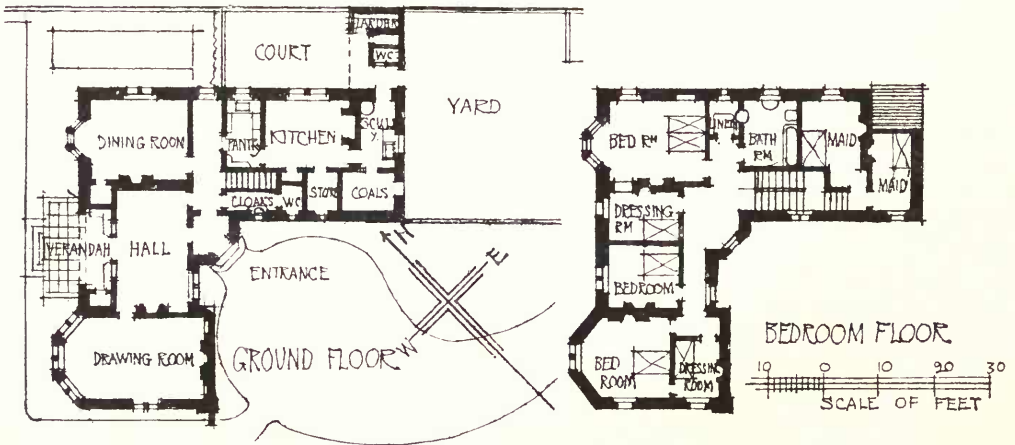 LARDER
COURT
WC
YARD
DINING ROOM
PANTY
KITCHEN
SCULL
Y.
CLOAKS
WC
STORE
COALS
VERANDAH
HALL
ENTRANCE
DRAWING ROOM
GROUND FLOOR
N
E
W
BED RM
LINEN
BATH
RM
MAID
MAID
DRESSING
RM
BEDROOM
BED
ROOM
DRESSING
ROOM
BEDROOM FLOOR
10 0 10 20 30
SCALE OF FEET